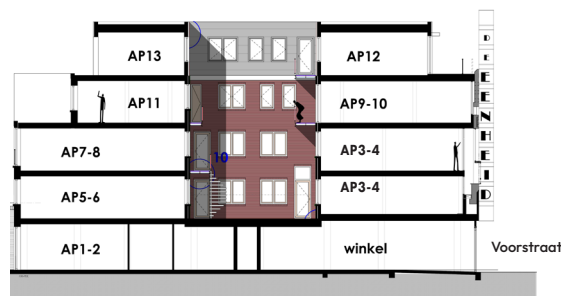 AP13
AP12
AP11
AP9-10
AP7-8
10
AP3-4
AP5-6
AP3-4
AP1-2
winkel
Voorstraat
DE EENHEID